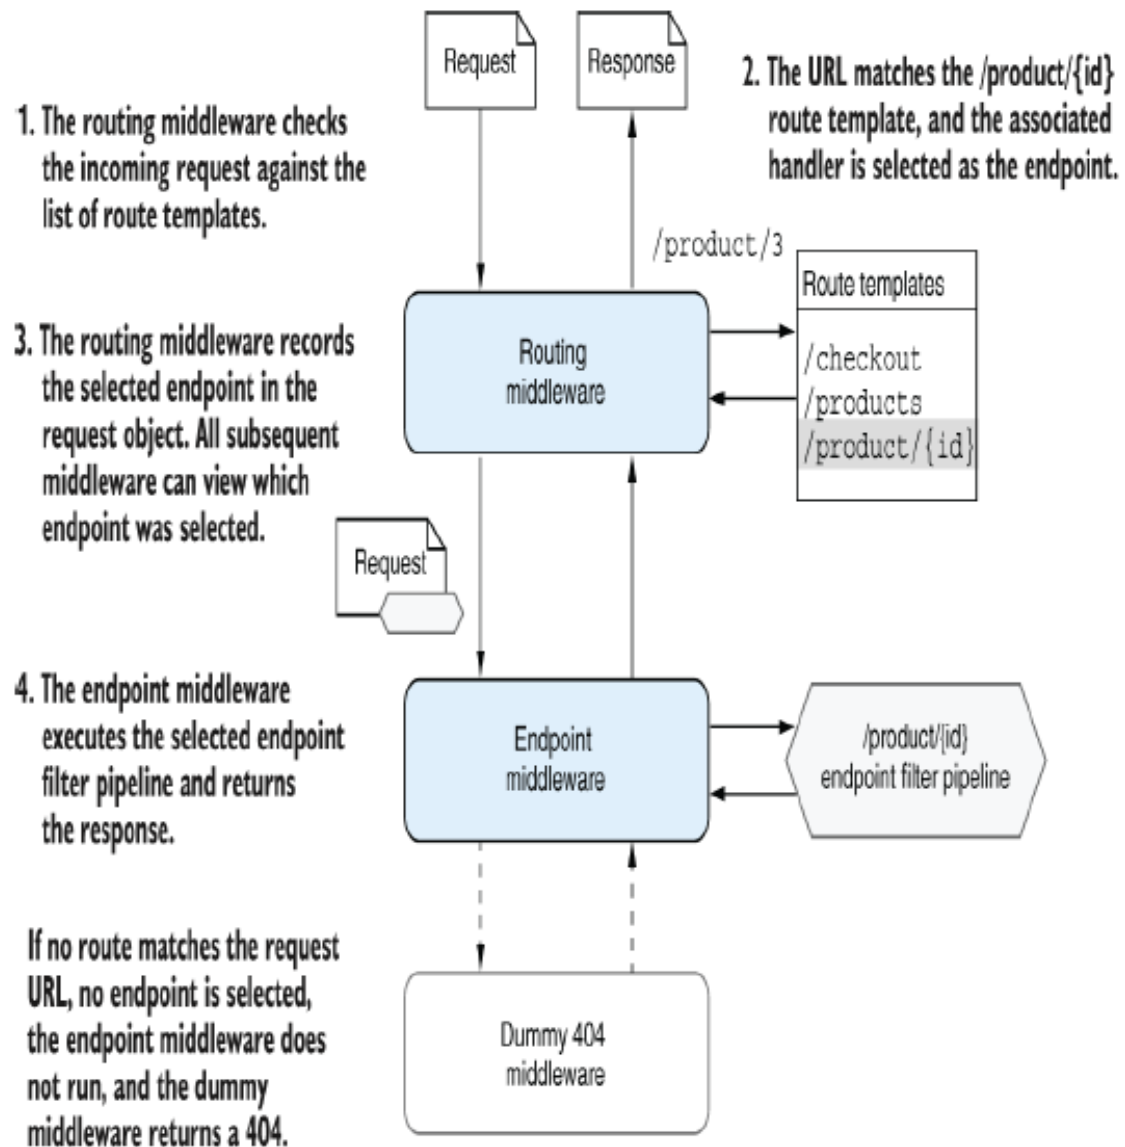 Request
Response
1. The routing middleware checks
the incoming request against the
list of route templates.
2. The URL matches the /product/{id}
route template, and the associated
handler is selected as the endpoint.
/product/3
Routing
middleware
Route templates
/checkout
/products
/product/{id}
3. The routing middleware records
the selected endpoint in the
request object. All subsequent
middleware can view which
endpoint was selected.
Request
4. The endpoint middleware
executes the selected endpoint
filter pipeline and returns
the response.
Endpoint
middleware
/product/{id}
endpoint filter pipeline
If no route matches the request
URL, no endpoint is selected,
the endpoint middleware does
not run, and the dummy
middleware returns a 404.
Dummy 404
middleware